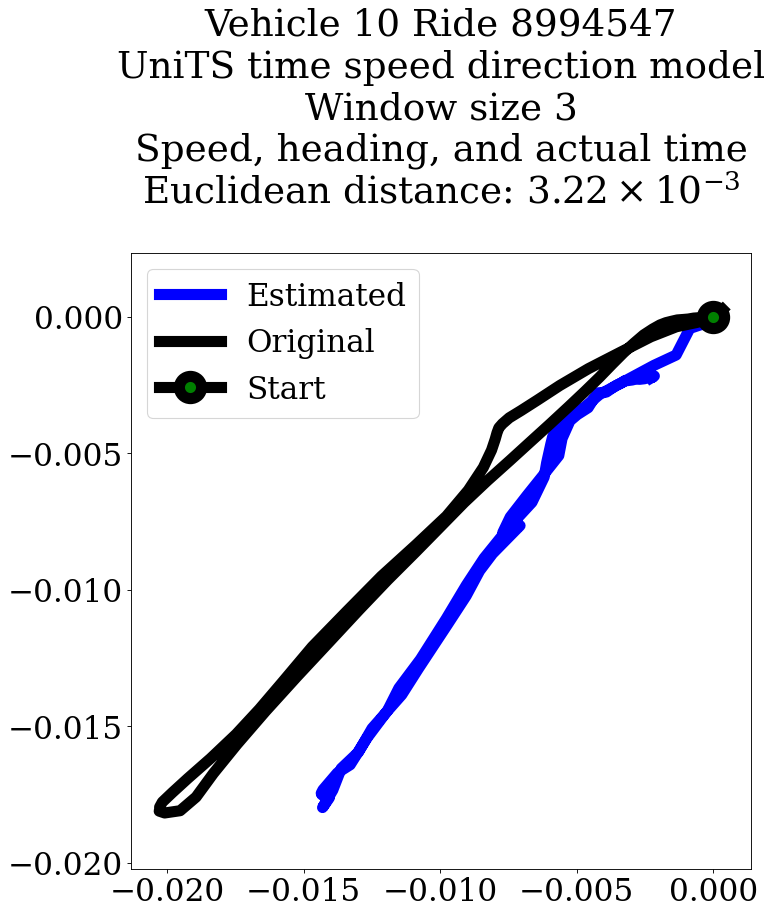 Vehicle 10 Ride 8994547
UniTS time speed direction model
Window size 3
Speed, heading, and actual time
Euclidean distance: 3.22 × 10⁻³
Estimated
Original
Start
0.000
−0.005
−0.010
−0.015
−0.020
−0.020 −0.015 −0.010 −0.005 0.000